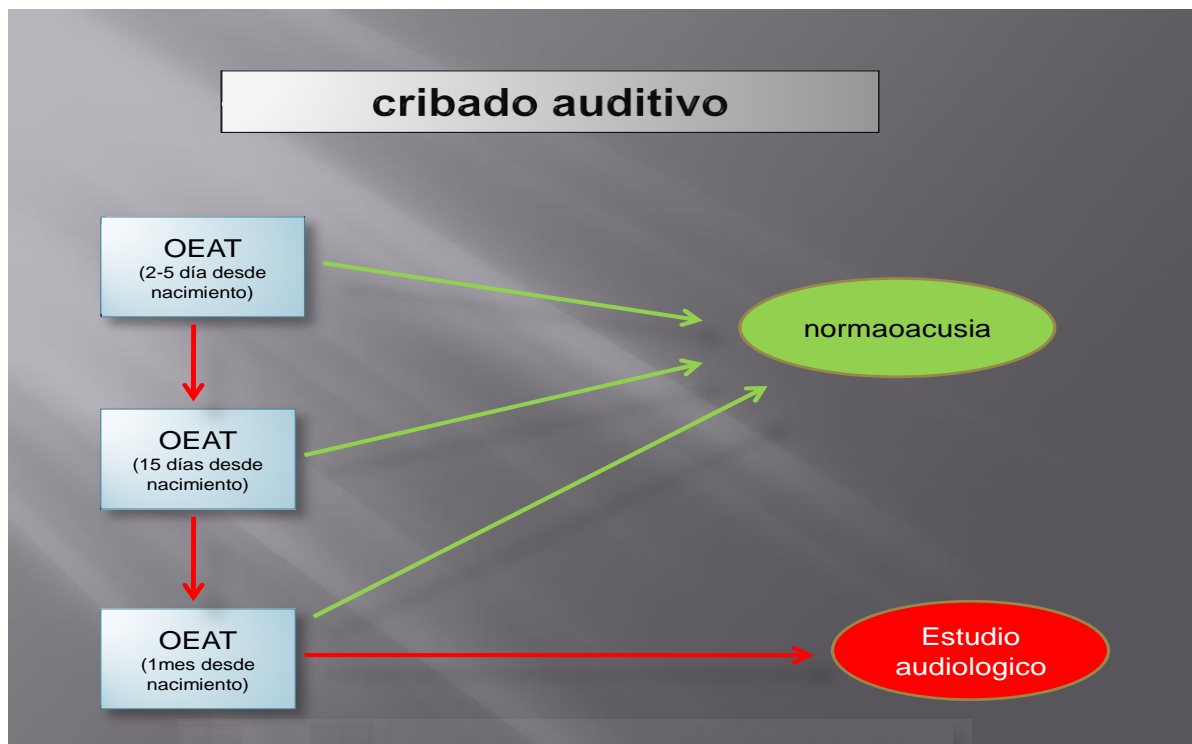 cribado auditivo
OEAT
(2-5 día desde
nacimiento)
normaoacusia
OEAT
(15 días desde
nacimiento)
OEAT
(1mes desde
nacimiento)
Estudio
audiologico